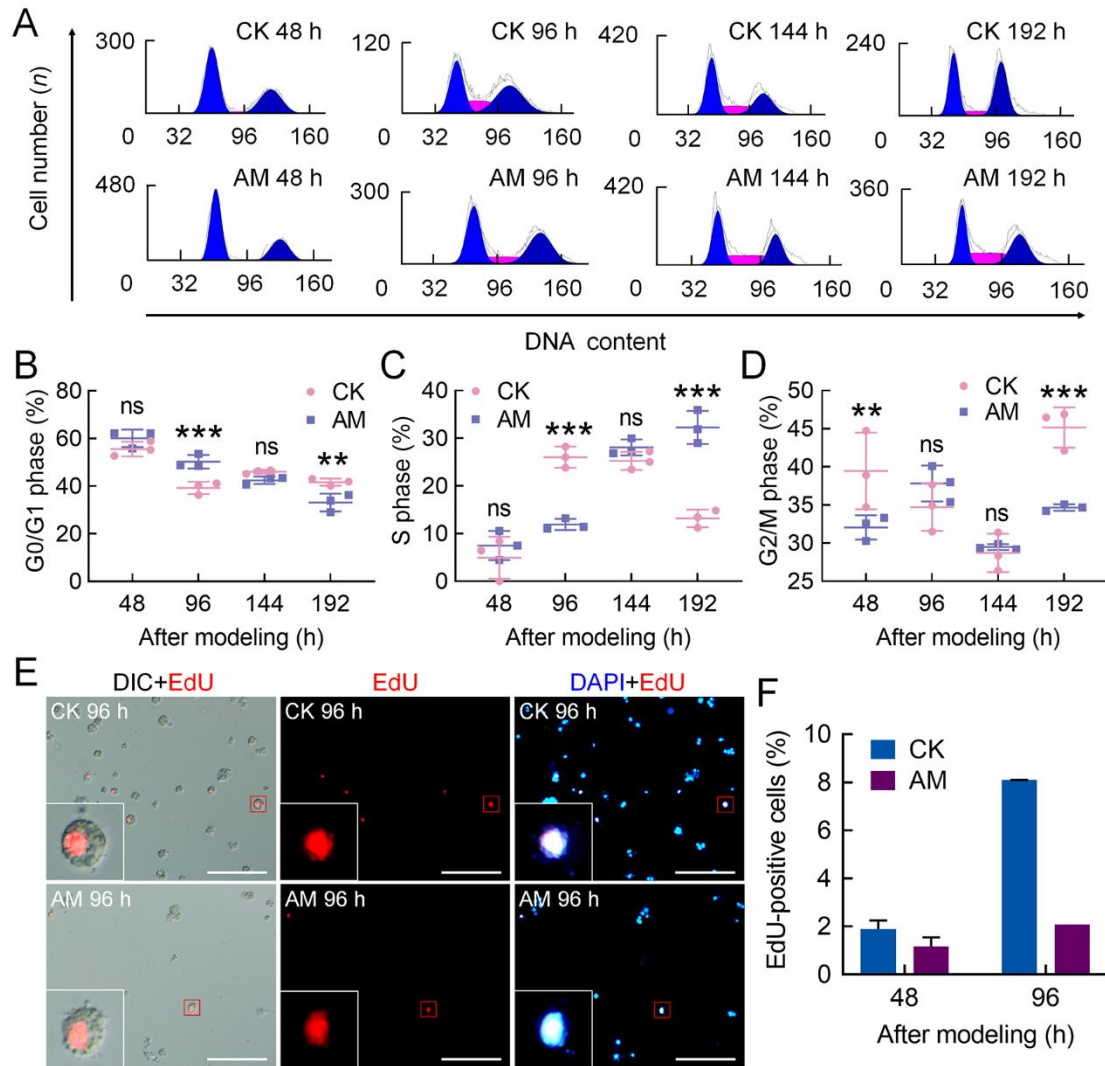 A
Cell number (n)
300
CK 48 h
0
32
96
160
120
CK 96 h
0
32
96
160
420
CK 144 h
0
32
96
160
240
CK 192 h
0
32
96
160
480
AM 48 h
0
32
96
160
300
AM 96 h
0
32
96
160
420
AM 144 h
0
32
96
160
360
AM 192 h
0
32
96
160
DNA content
B
G0/G1 phase (%)
80
60
40
20
0
CK
AM
ns
***
ns
**
48
96
144
192
After modeling (h)
C
S phase (%)
40
30
20
10
0
CK
AM
ns
***
ns
***
48
96
144
192
After modeling (h)
D
G2/M phase (%)
50
45
40
35
30
25
CK
AM
**
ns
ns
***
48
96
144
192
After modeling (h)
E
DIC+EdU
EdU
DAPI+EdU
CK 96 h
CK 96 h
CK 96 h
AM 96 h
AM 96 h
AM 96 h
F
EdU-positive cells (%)
10
8
6
4
2
0
CK
AM
48
96
After modeling (h)